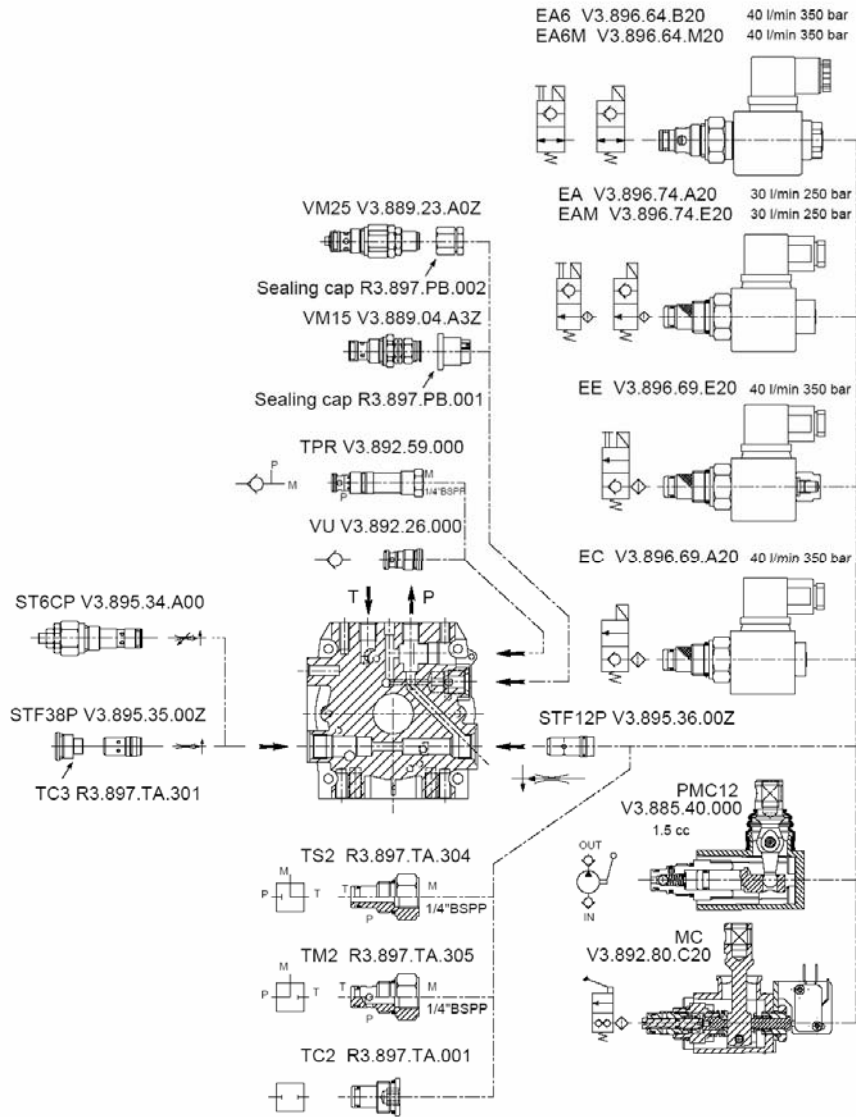 EA6 V3.896.64.B20 40 l/min 350 bar
EA6M V3.896.64.M20 40 l/min 350 bar
EA V3.896.74.A20 30 l/min 250 bar
EAM V3.896.74.E20 30 l/min 250 bar
VM25 V3.889.23.A0Z
Sealing cap R3.897.PB.002
VM15 V3.889.04.A3Z
Sealing cap R3.897.PB.001
EE V3.896.69.E20 40 l/min 350 bar
TPR V3.892.59.000
P
M
M
P
1/4"BSPP
VU V3.892.26.000
EC V3.896.69.A20 40 l/min 350 bar
T
P
ST6CP V3.895.34.A00
STF38P V3.895.35.00Z
TC3 R3.897.TA.301
STF12P V3.895.36.00Z
PMC12
V3.885.40.000
1.5 cc
OUT
IN
TS2 R3.897.TA.304
M
P
T
T
P
M
1/4"BSPP
MC
V3.892.80.C20
TM2 R3.897.TA.305
M
P
T
T
P
M
1/4"BSPP
TC2 R3.897.TA.001